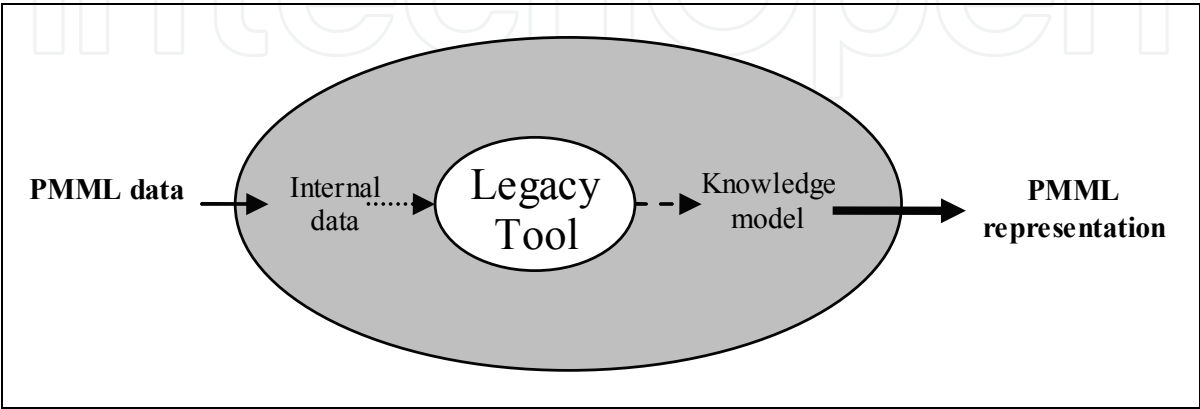 PMML data
Internal
data
Legacy
Tool
Knowledge
model
PMML
representation